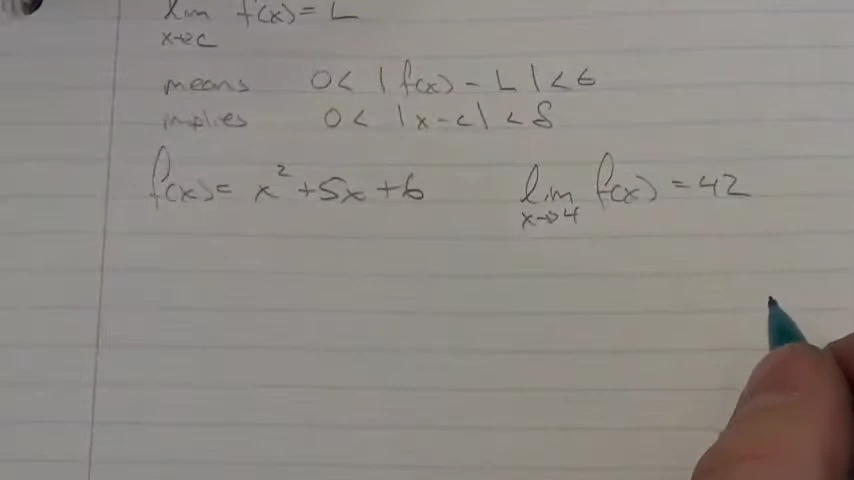 lim f(x) = L
x→c
means 0 < | f(x) - L | < ϵ
implies 0 < | x - c | < δ
f(x) = x² + 5x + 6 lim f(x) = 42
x→4